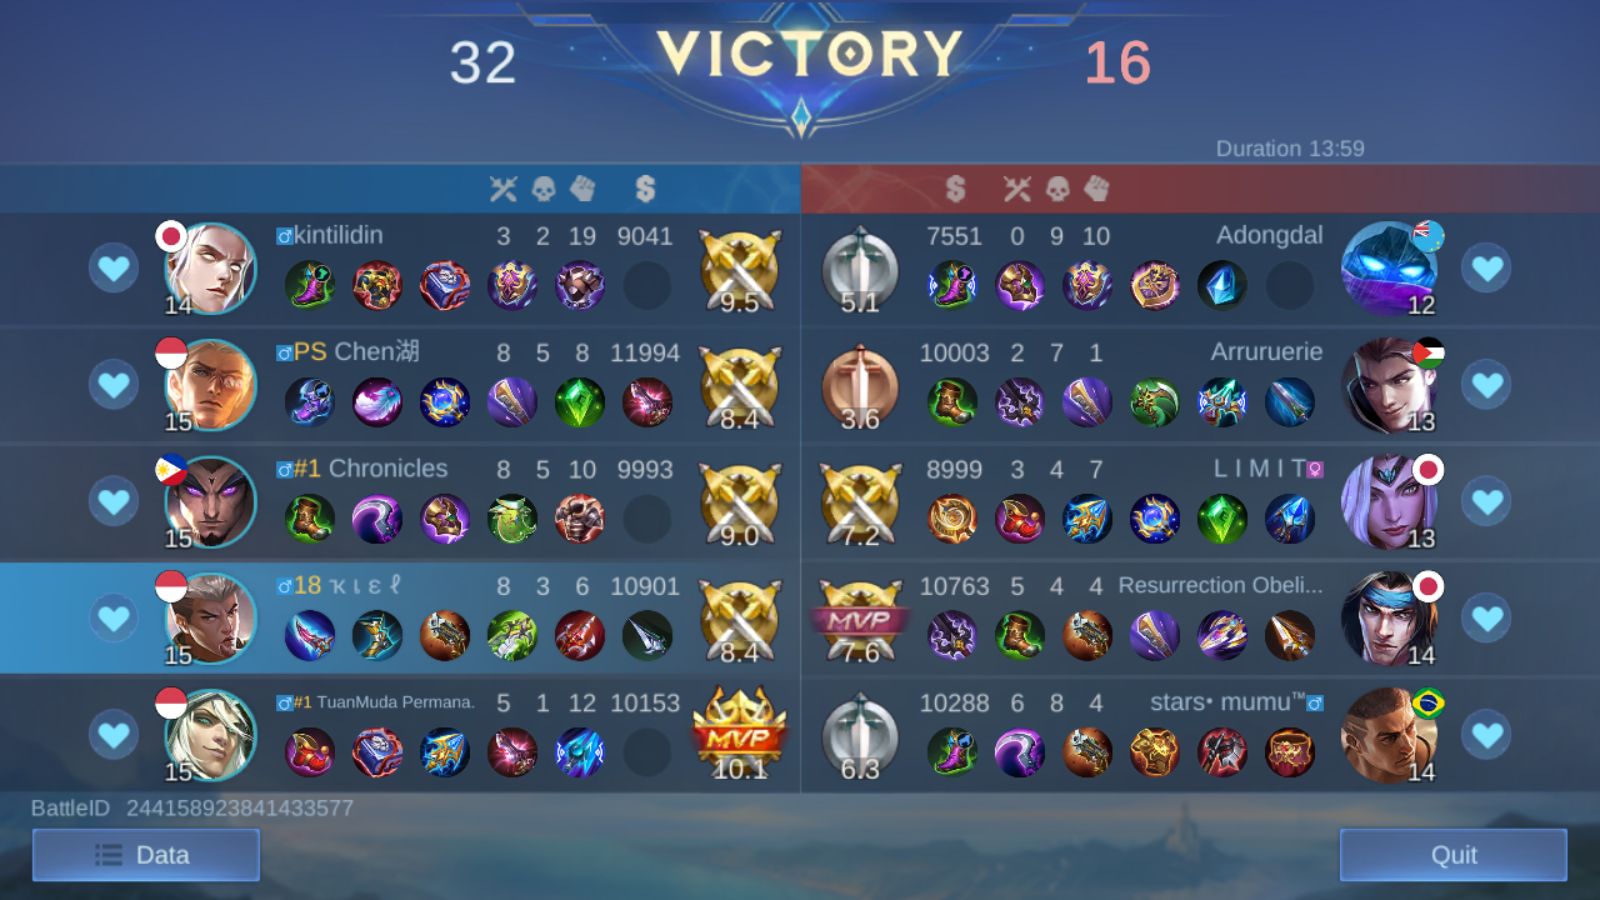 32 VICTORY 16
Duration 13:59
kintilidin 3 2 19 9041
14 9.5
7551 0 9 10 Adongdal
5.1 12
PS Chen湖 8 5 8 11994
15 8.4
10003 2 7 1 Arruruerie
3.6 13
#1 Chronicles 8 5 10 9993
15 9.0
8999 3 4 7 L I M I T
7.2 13
18 ҡɩɛℓ 8 3 6 10901
15 8.4
10763 5 4 4 Resurrection Obeli...
MVP
7.6 14
#1 TuanMuda Permana. 5 1 12 10153
MVP
15 10.1
10288 6 8 4 stars• mumu™
6.3 14
BattleID 244158923841433577
Data
Quit